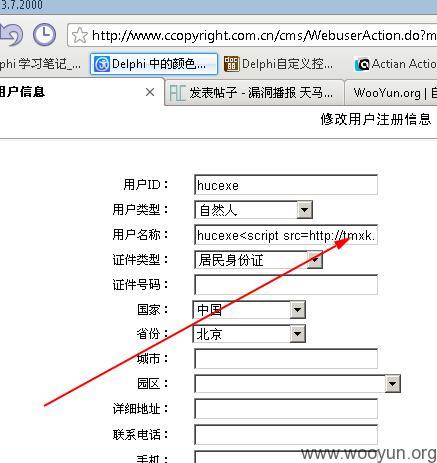 3.7.2000
http://www.ccopyright.com.cn/cms/WebuserAction.do?m
phi 学习笔记_... Delphi 中的颜色... Delphi自定义控... Actian Action
用户信息 × 发表帖子 - 漏洞播报 天马... WooYun.org | 自
修改用户注册信息
用户ID： hucexe
用户类型： 自然人
用户名称： hucexe<script src=http://tmxk.
证件类型： 居民身份证
证件号码：
国家： 中国
省份： 北京
城市：
园区：
详细地址：
联系电话：
手机
www.wooyun.org